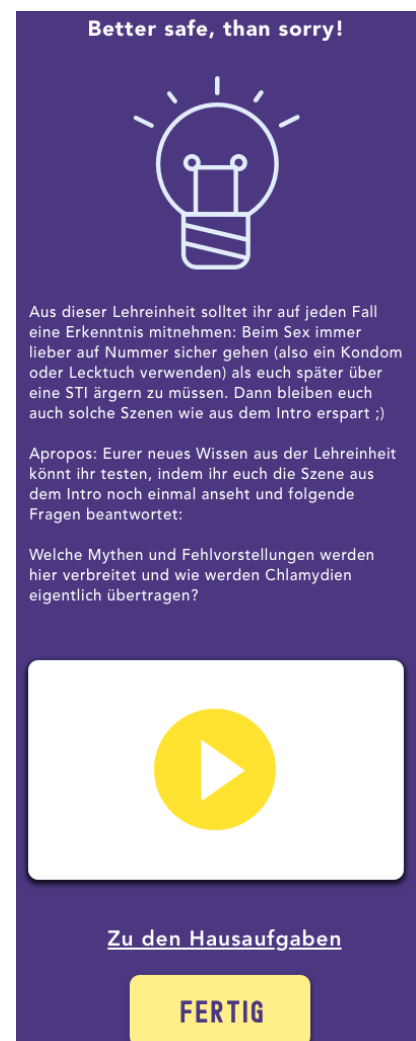 Better safe, than sorry!
Aus dieser Lehreinheit solltet ihr auf jeden Fall
eine Erkenntnis mitnehmen: Beim Sex immer
lieber auf Nummer sicher gehen (also ein Kondom
oder Lecktuch verwenden) als euch später über
eine STI ärgern zu müssen. Dann bleiben euch
auch solche Szenen wie aus dem Intro erspart ;)
Apropos: Eurer neues Wissen aus der Lehreinheit
könnt ihr testen, indem ihr euch die Szene aus
dem Intro noch einmal anseht und folgende
Fragen beantwortet:
Welche Mythen und Fehlvorstellungen werden
hier verbreitet und wie werden Chlamydien
eigentlich übertragen?
Zu den Hausaufgaben
FERTIG